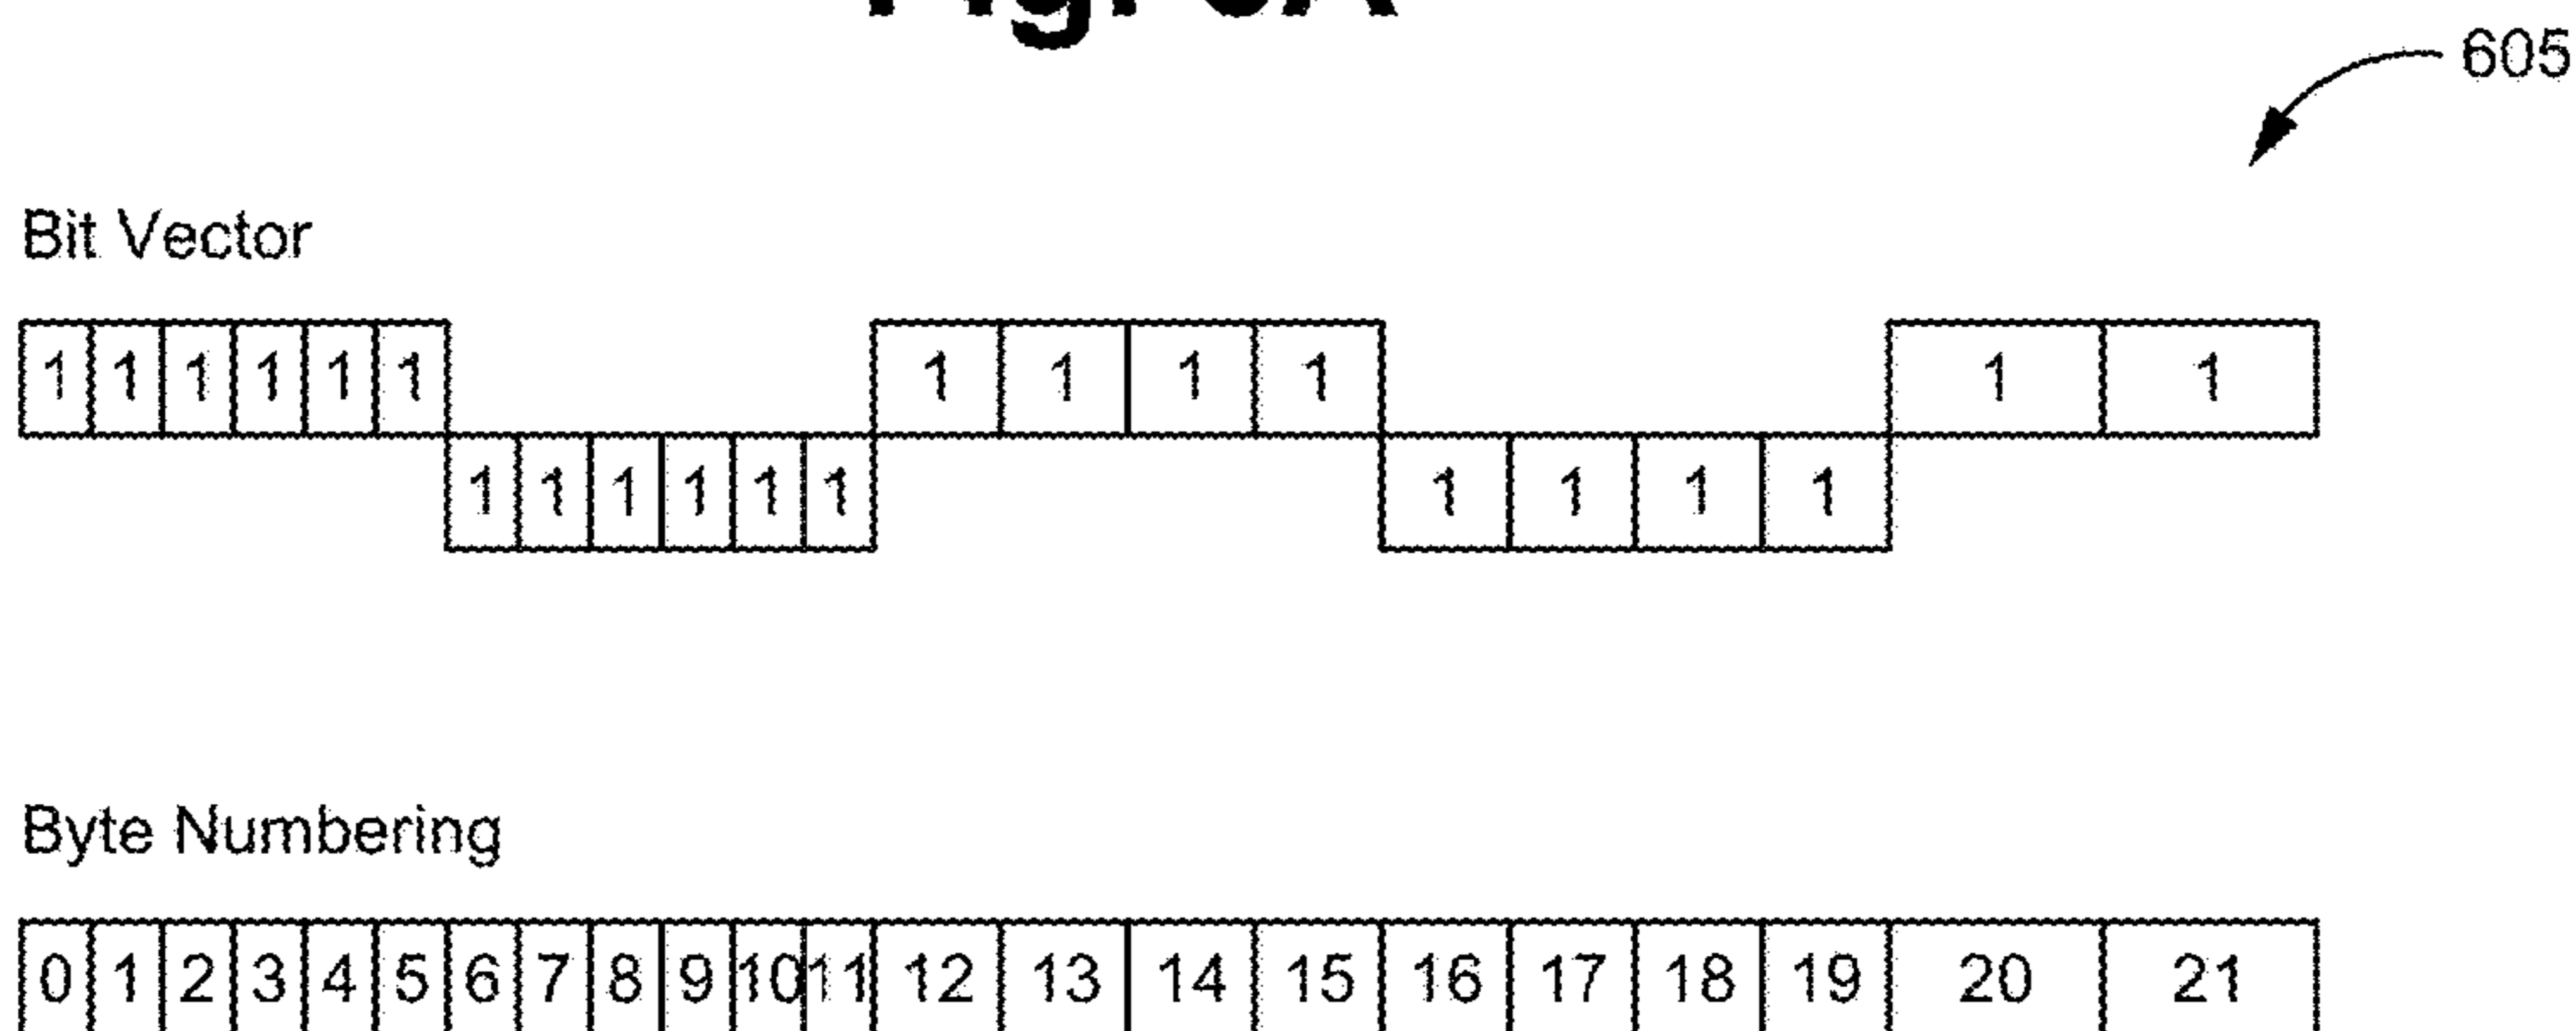 605
Bit Vector
1 1 1 1 1 1 1 1 1 1 1 1
1 1 1 1 1 1 1 1 1 1
Byte Numbering
0 1 2 3 4 5 6 7 8 9 10 11 12 13 14 15 16 17 18 19 20 21